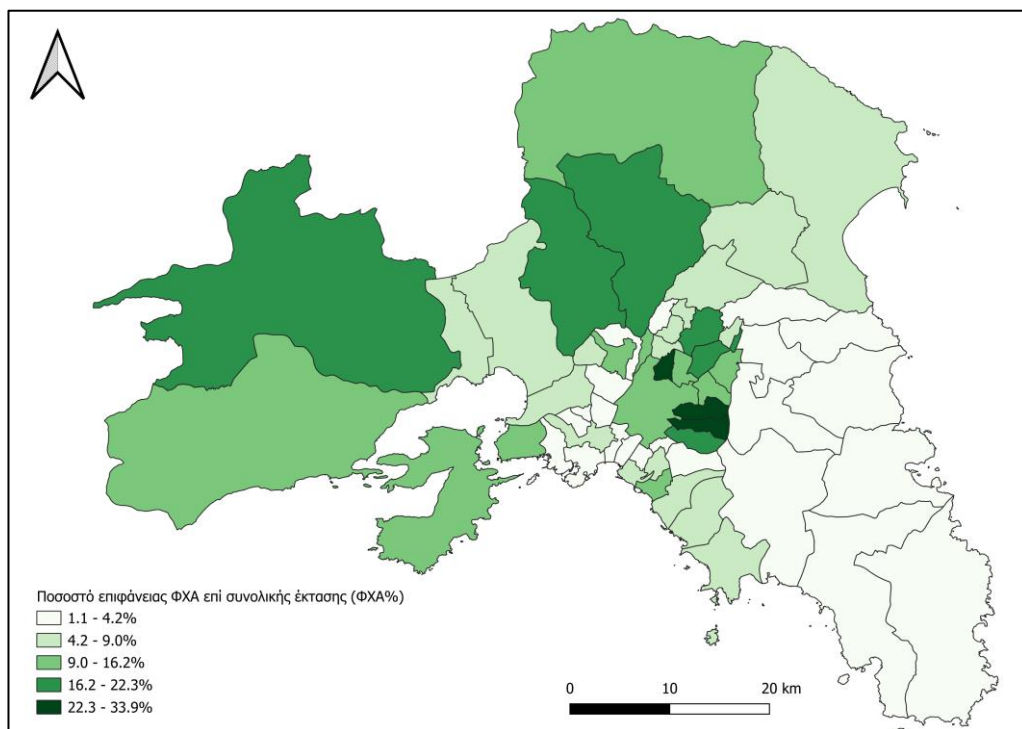 Ποσοστό επιφάνειας ΦΧΑ επί συνολικής έκτασης (ΦΧΑ%)
1.1 - 4.2%
4.2 - 9.0%
9.0 - 16.2%
16.2 - 22.3%
22.3 - 33.9%
0 10 20 km